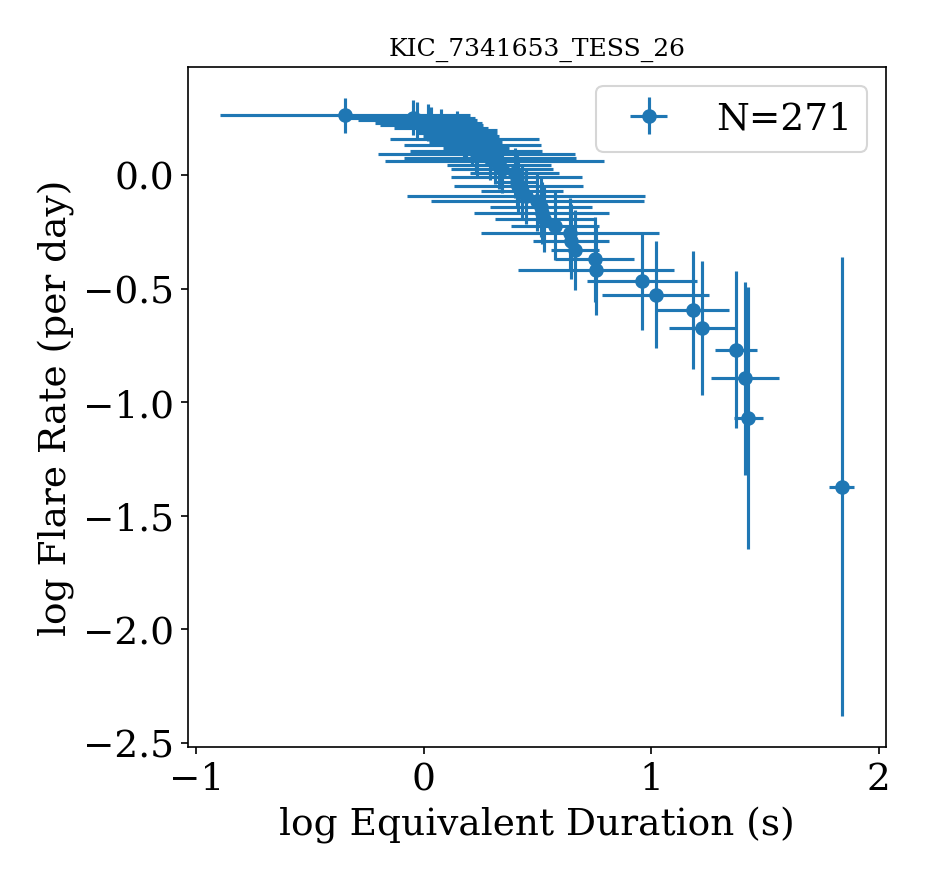 KIC_7341653_TESS_26
N=271
log Flare Rate (per day)
0.0
−0.5
−1.0
−1.5
−2.0
−2.5
−1 0 1 2
log Equivalent Duration (s)